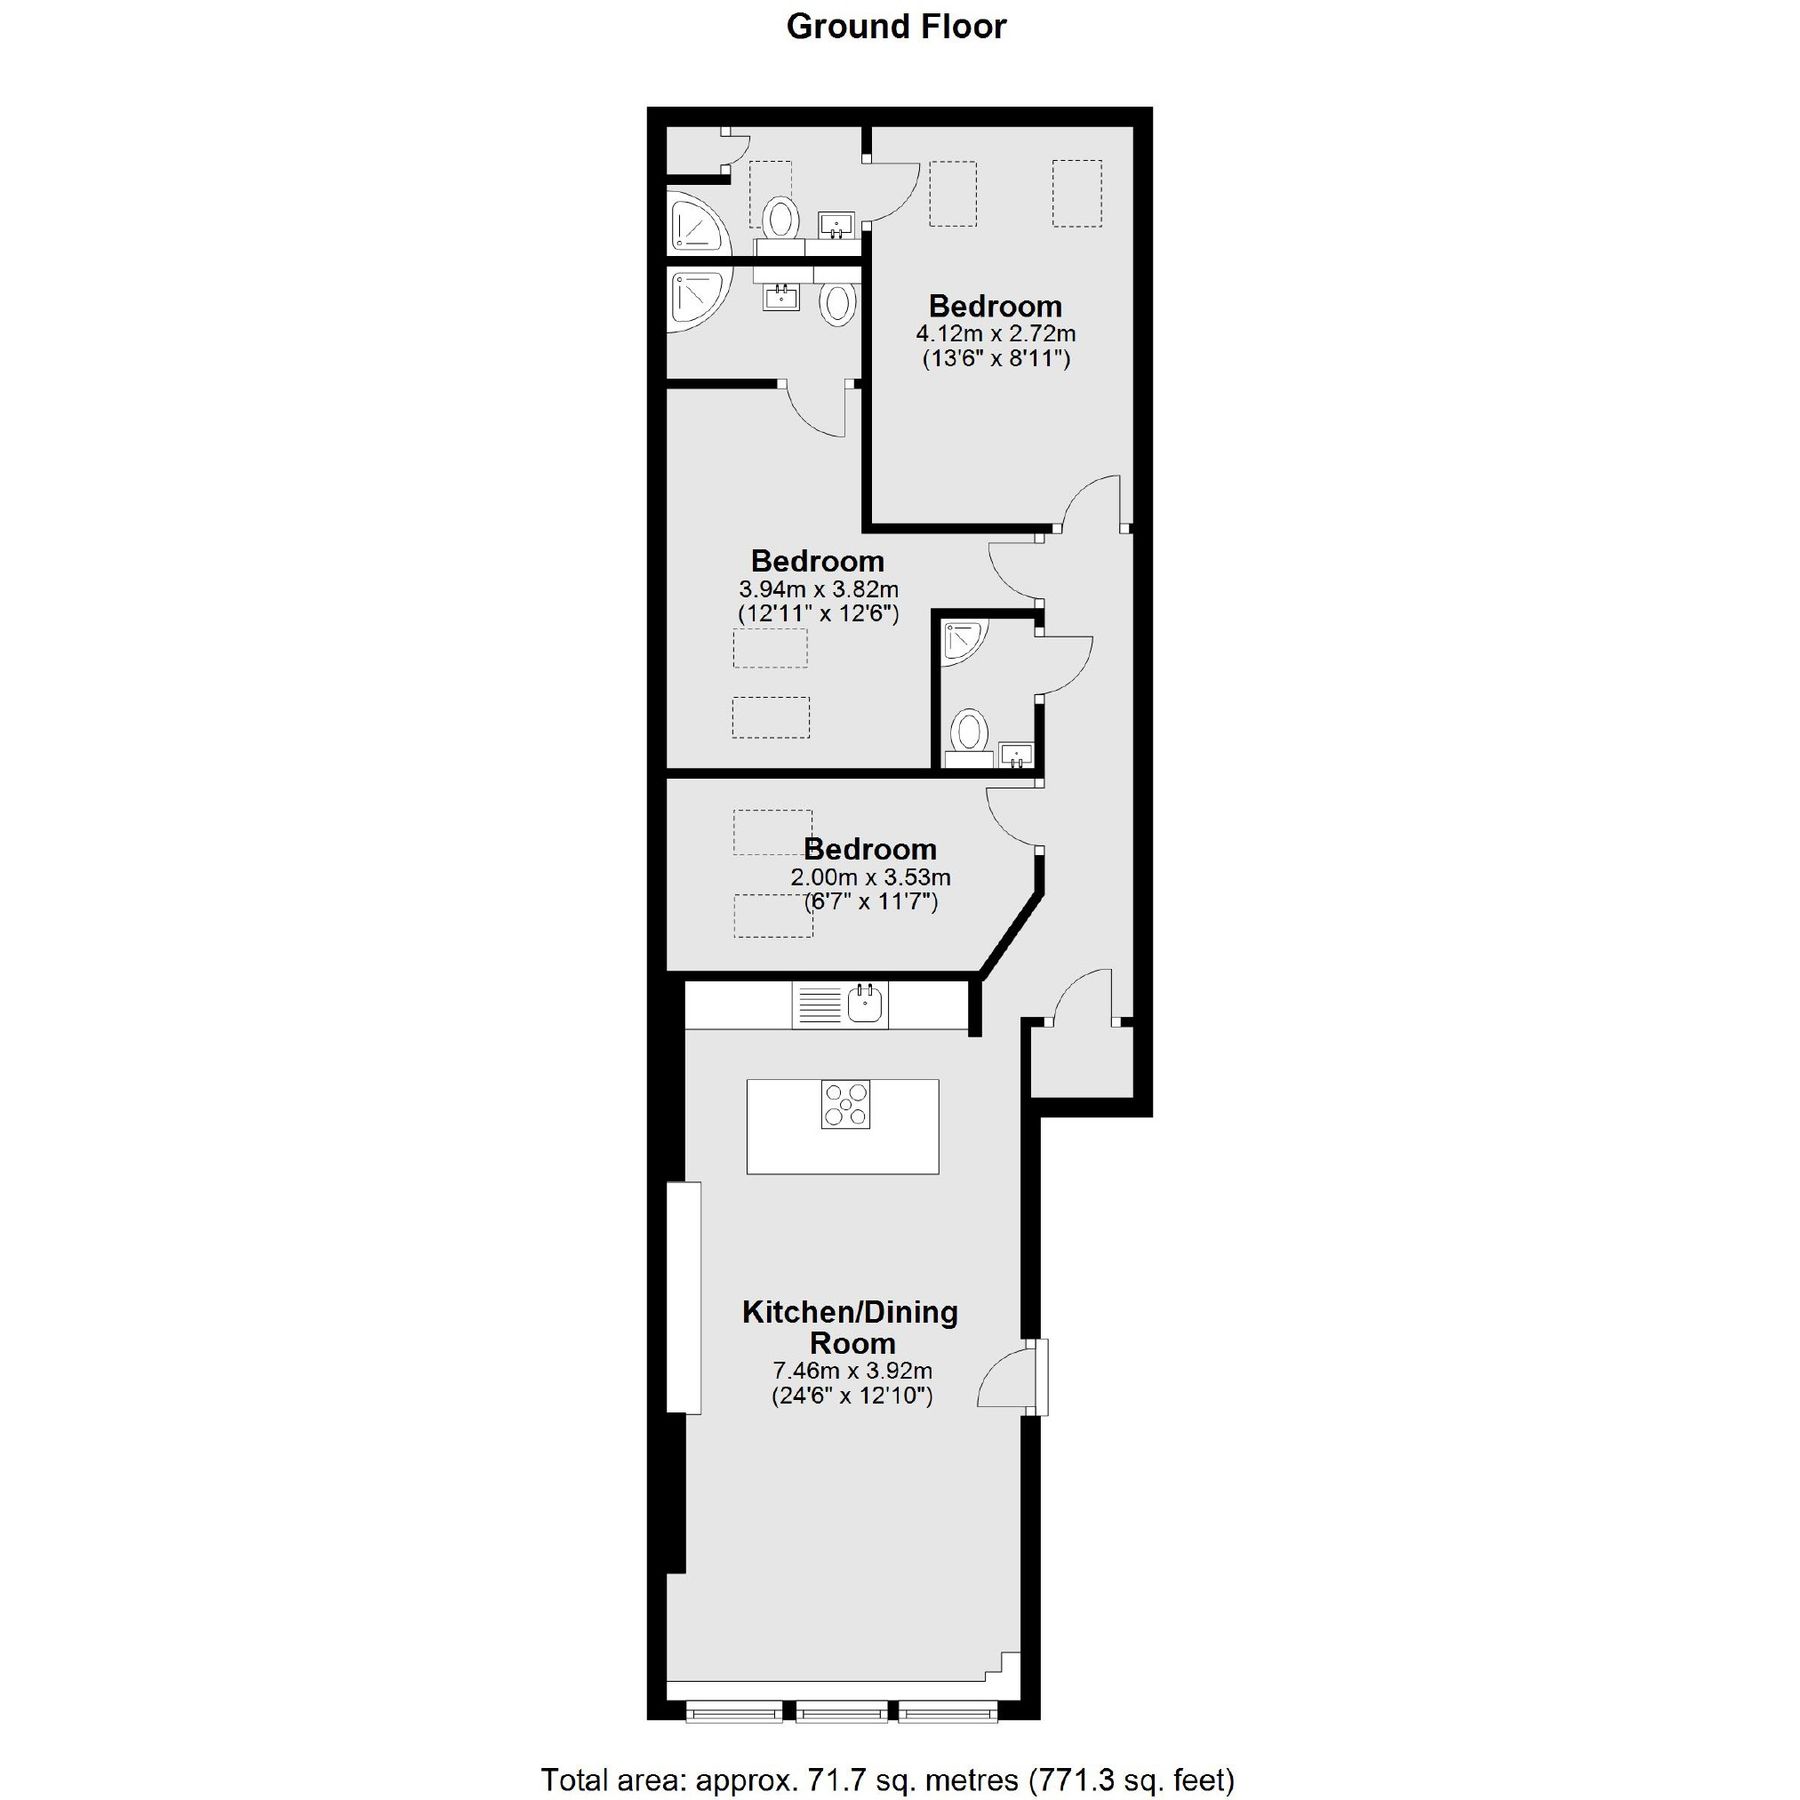 Ground Floor
Bedroom
4.12m x 2.72m
(13'6" x 8'11")
Bedroom
3.94m x 3.82m
(12'11" x 12'6")
Bedroom
2.00m x 3.53m
(6'7" x 11'7")
Kitchen/Dining
Room
7.46m x 3.92m
(24'6" x 12'10")
Total area: approx. 71.7 sq. metres (771.3 sq. feet)